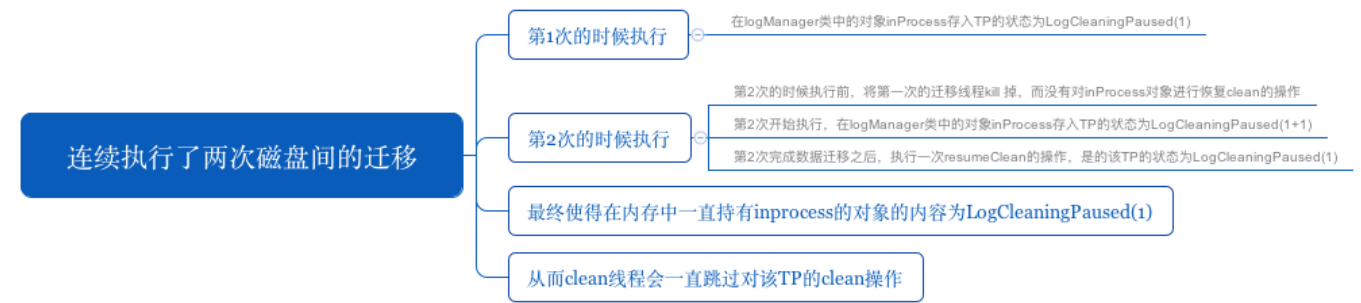 连续执行了两次磁盘间的迁移
第1次的时候执行
在logManager类中的对象inProcess存入TP的状态为LogCleaningPaused(1)
第2次的时候执行
第2次的时候执行前，将第一次的迁移线程kill 掉，而没有对inProcess对象进行恢复clean的操作
第2次开始执行，在logManager类中的对象inProcess存入TP的状态为LogCleaningPaused(1+1)
第2次完成数据迁移之后，执行一次resumeClean的操作，是的该TP的状态为LogCleaningPaused(1)
最终使得在内存中一直持有inprocess的对象的内容为LogCleaningPaused(1)
从而clean线程会一直跳过对该TP的clean操作